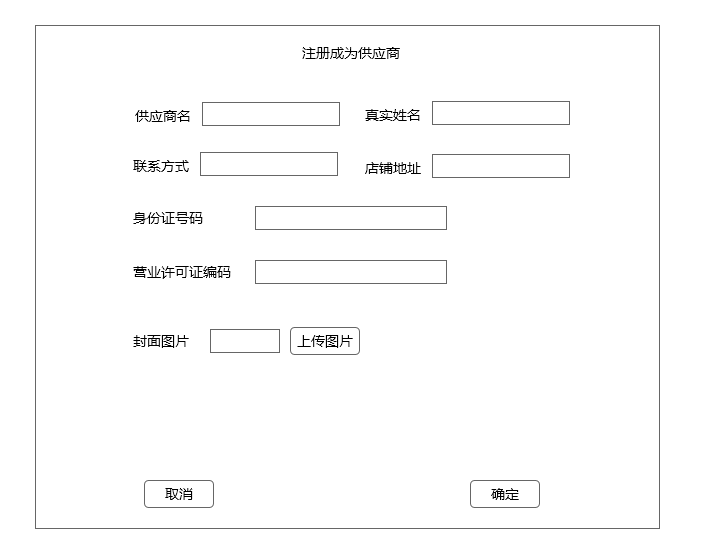 注册成为供应商
供应商名 真实姓名
联系方式 店铺地址
身份证号码
营业许可证编码
封面图片 上传图片
取消 确定